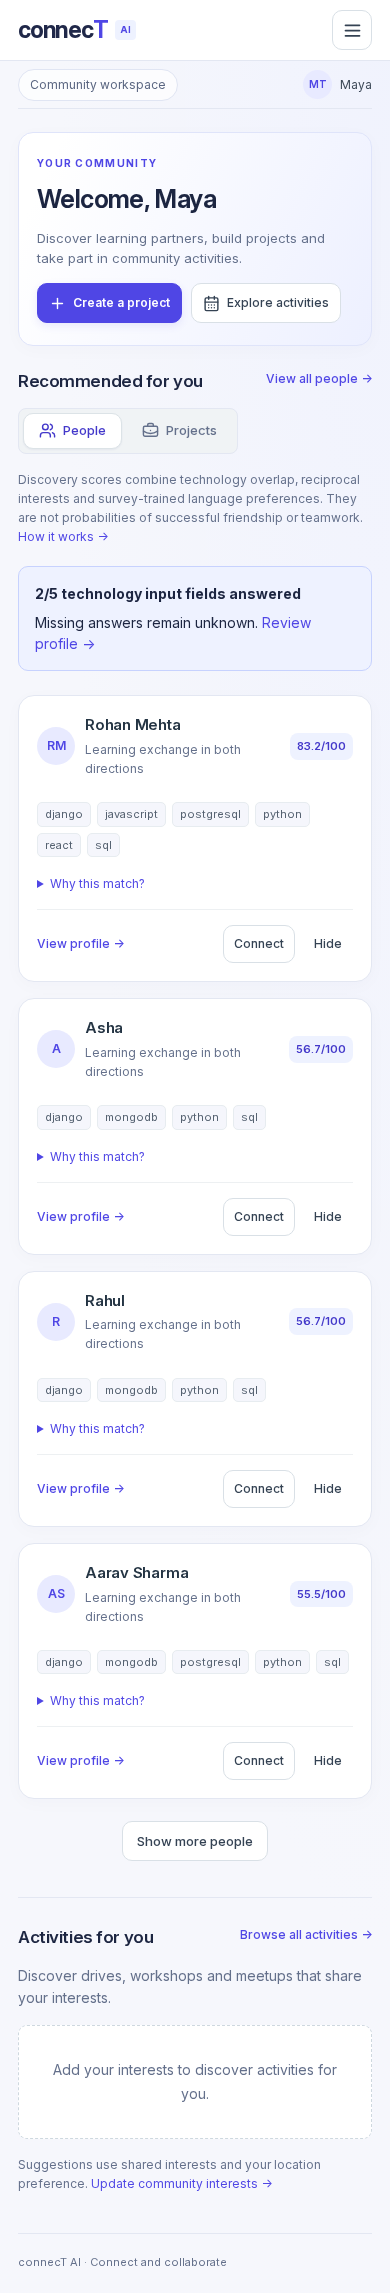 connecT AI
Community workspace
MT Maya
YOUR COMMUNITY
Welcome, Maya
Discover learning partners, build projects and
take part in community activities.
Create a project
Explore activities
Recommended for you
View all people →
People
Projects
Discovery scores combine technology overlap, reciprocal
interests and survey-trained language preferences. They
are not probabilities of successful friendship or teamwork.
How it works →
2/5 technology input fields answered
Missing answers remain unknown. Review
profile →
RM
Rohan Mehta
Learning exchange in both
directions
83.2/100
django javascript postgresql python
react sql
Why this match?
View profile →
Connect
Hide
A
Asha
Learning exchange in both
directions
56.7/100
django mongodb python sql
Why this match?
View profile →
Connect
Hide
R
Rahul
Learning exchange in both
directions
56.7/100
django mongodb python sql
Why this match?
View profile →
Connect
Hide
AS
Aarav Sharma
Learning exchange in both
directions
55.5/100
django mongodb postgresql python sql
Why this match?
View profile →
Connect
Hide
Show more people
Activities for you
Browse all activities →
Discover drives, workshops and meetups that share
your interests.
Add your interests to discover activities for
you.
Suggestions use shared interests and your location
preference. Update community interests →
connecT AI · Connect and collaborate